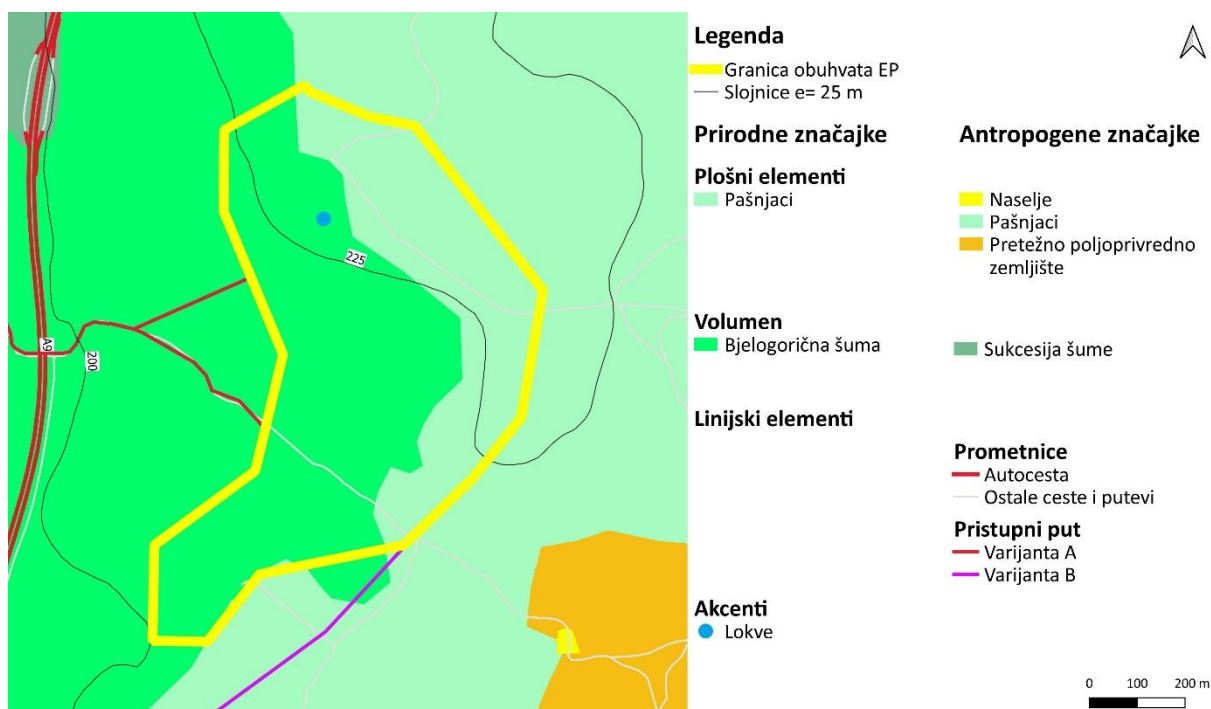 225
A9
200
Legenda
Granica obuhvata EP
Slojnice e= 25 m
Prirodne značajke
Plošni elementi
Pašnjaci
Volumen
Bjelogorična šuma
Linijski elementi
Akcenti
Lokve
Antropogene značajke
Naselje
Pašnjaci
Pretežno poljoprivredno
zemljište
Sukcesija šume
Prometnice
Autocesta
Ostale ceste i putevi
Pristupni put
Varijanta A
Varijanta B
0 100 200 m